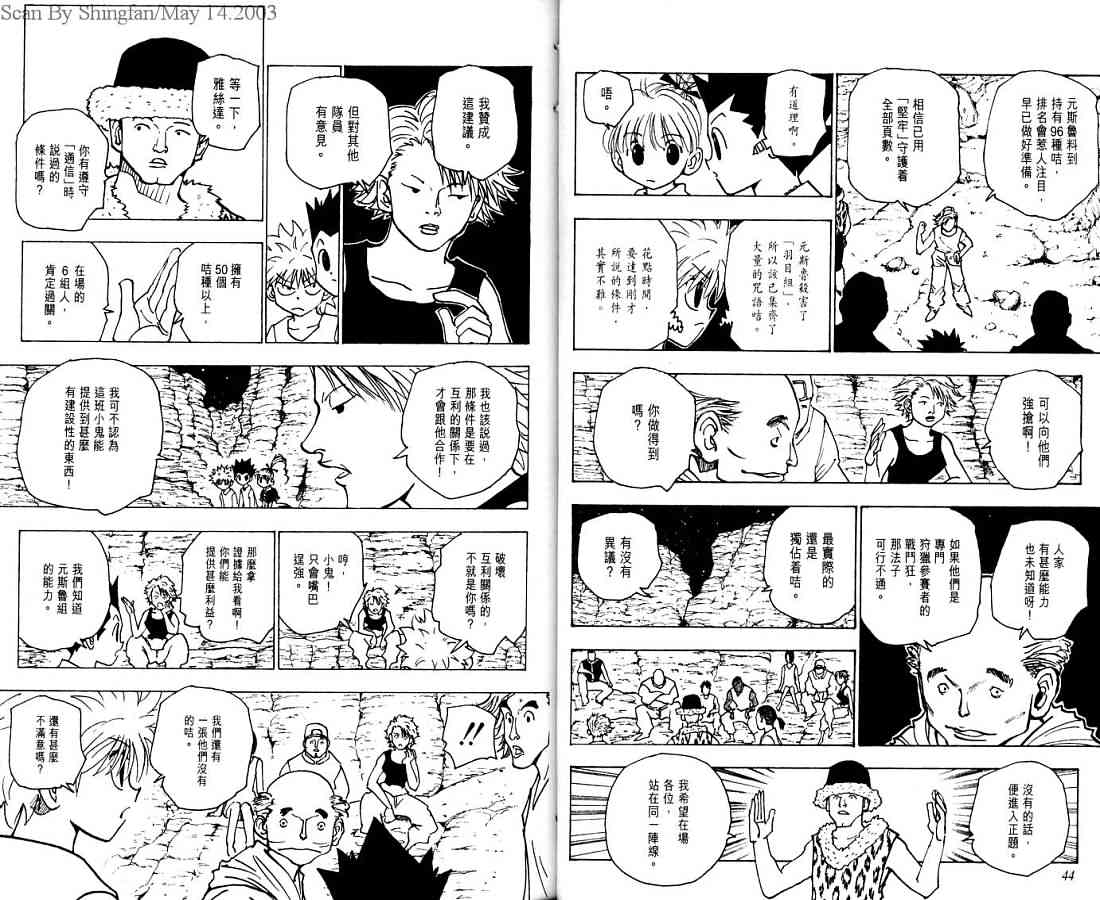 Scan By Shingfan/May 14.2003
元斯魯料到
持有96種咭，
排名會惹人注目，
早已做好準備。
相信已用
「堅牢」守護着
全部頁數。
有道理啊。
唔。
元斯魯殺害了
「羽目組」，
所以該已集齊了
大量的咒語咭。
花點時間，
要達到剛才
所說的條件，
其實不難。
可以向他們
強搶啊！
你做得到
嗎？
人家
有甚麼能力
也未知道呀！
如果他們是
專門
狩獵參賽者的
戰鬥狂，
那法子
可行不通。
最實際的
還是
獨佔着咭。
有沒有
異議？
沒有的話，
便進入正題。
我希望在場
各位，
站在同一陣線。
44
我贊成
這建議。
但對其他
隊員
有意見。
等一下，
雅絲達。
你有遵守
「通信」時
說過的
條件嗎？
擁有
50個
咭種以上，
在場的
6組人，
肯定過關。
我也該說過，
那條件是要在
互利的關係下，
才會跟他合作！
我可不認為
這班小鬼能
提供到甚麼
有建設性的東西！
破壞
互利關係的
不就是你嗎？
哼，
小鬼！
只會嘴巴
逞強。
那麼拿
證據給我看啊！
你們能
提供甚麼利益？
我們知道
元斯魯組
的能力。
!!
我們還有
一張他們沒有
的咭。
還有甚麼
不滿意嗎？